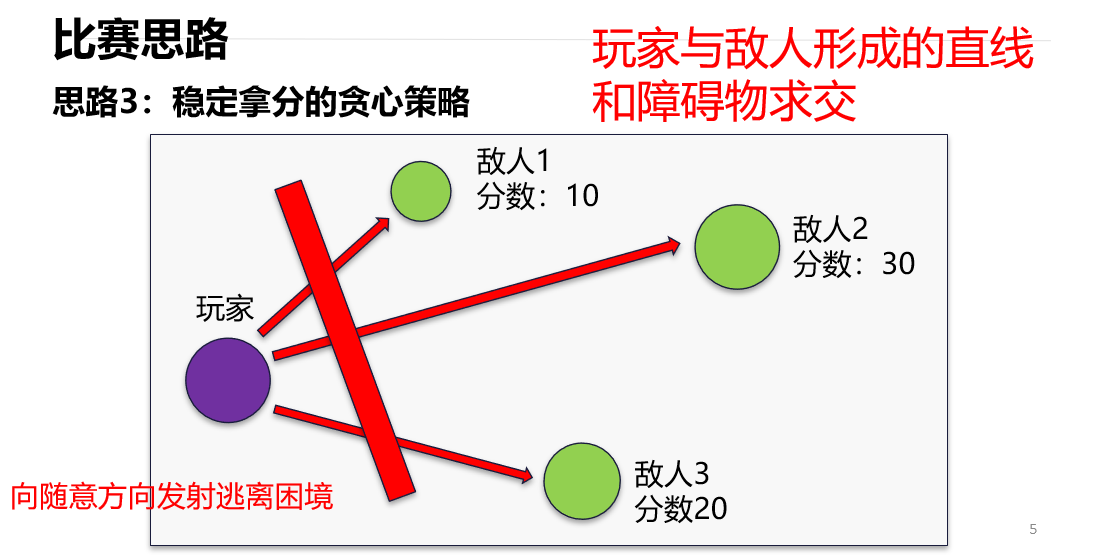 比赛思路
玩家与敌人形成的直线
和障碍物求交
思路3：稳定拿分的贪心策略
敌人1
分数：10
敌人2
分数：30
玩家
敌人3
分数20
向随意方向发射逃离困境
5